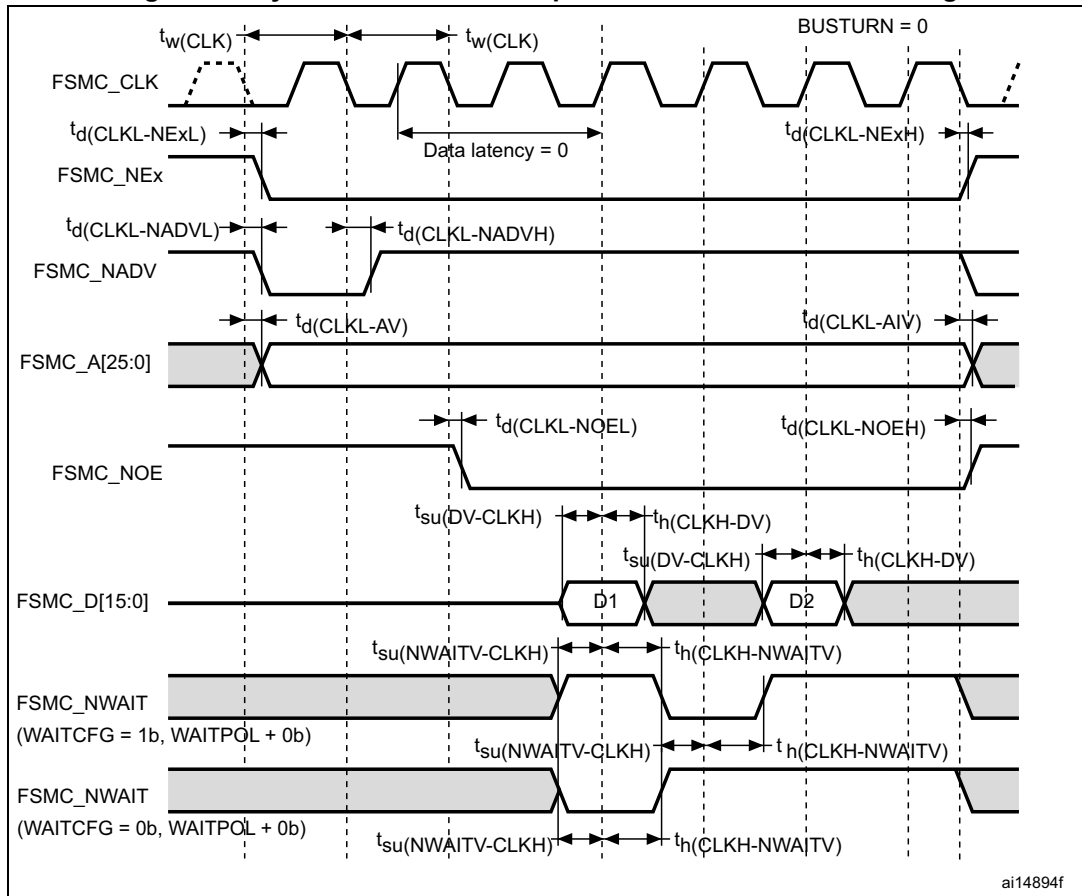 BUSTURN = 0
tw(CLK) tw(CLK)
FSMC_CLK
td(CLKL-NExL) Data latency = 0 td(CLKL-NExH)
FSMC_NEx
td(CLKL-NADVL) td(CLKL-NADVH)
FSMC_NADV
td(CLKL-AV) td(CLKL-AIV)
FSMC_A[25:0]
td(CLKL-NOEL) td(CLKL-NOEH)
FSMC_NOE
tsu(DV-CLKH) th(CLKH-DV)
tsu(DV-CLKH) th(CLKH-DV)
FSMC_D[15:0] D1 D2
tsu(NWAITV-CLKH) th(CLKH-NWAITV)
FSMC_NWAIT
(WAITCFG = 1b, WAITPOL + 0b)
tsu(NWAITV-CLKH) th(CLKH-NWAITV)
FSMC_NWAIT
(WAITCFG = 0b, WAITPOL + 0b)
tsu(NWAITV-CLKH) th(CLKH-NWAITV)
ai14894f